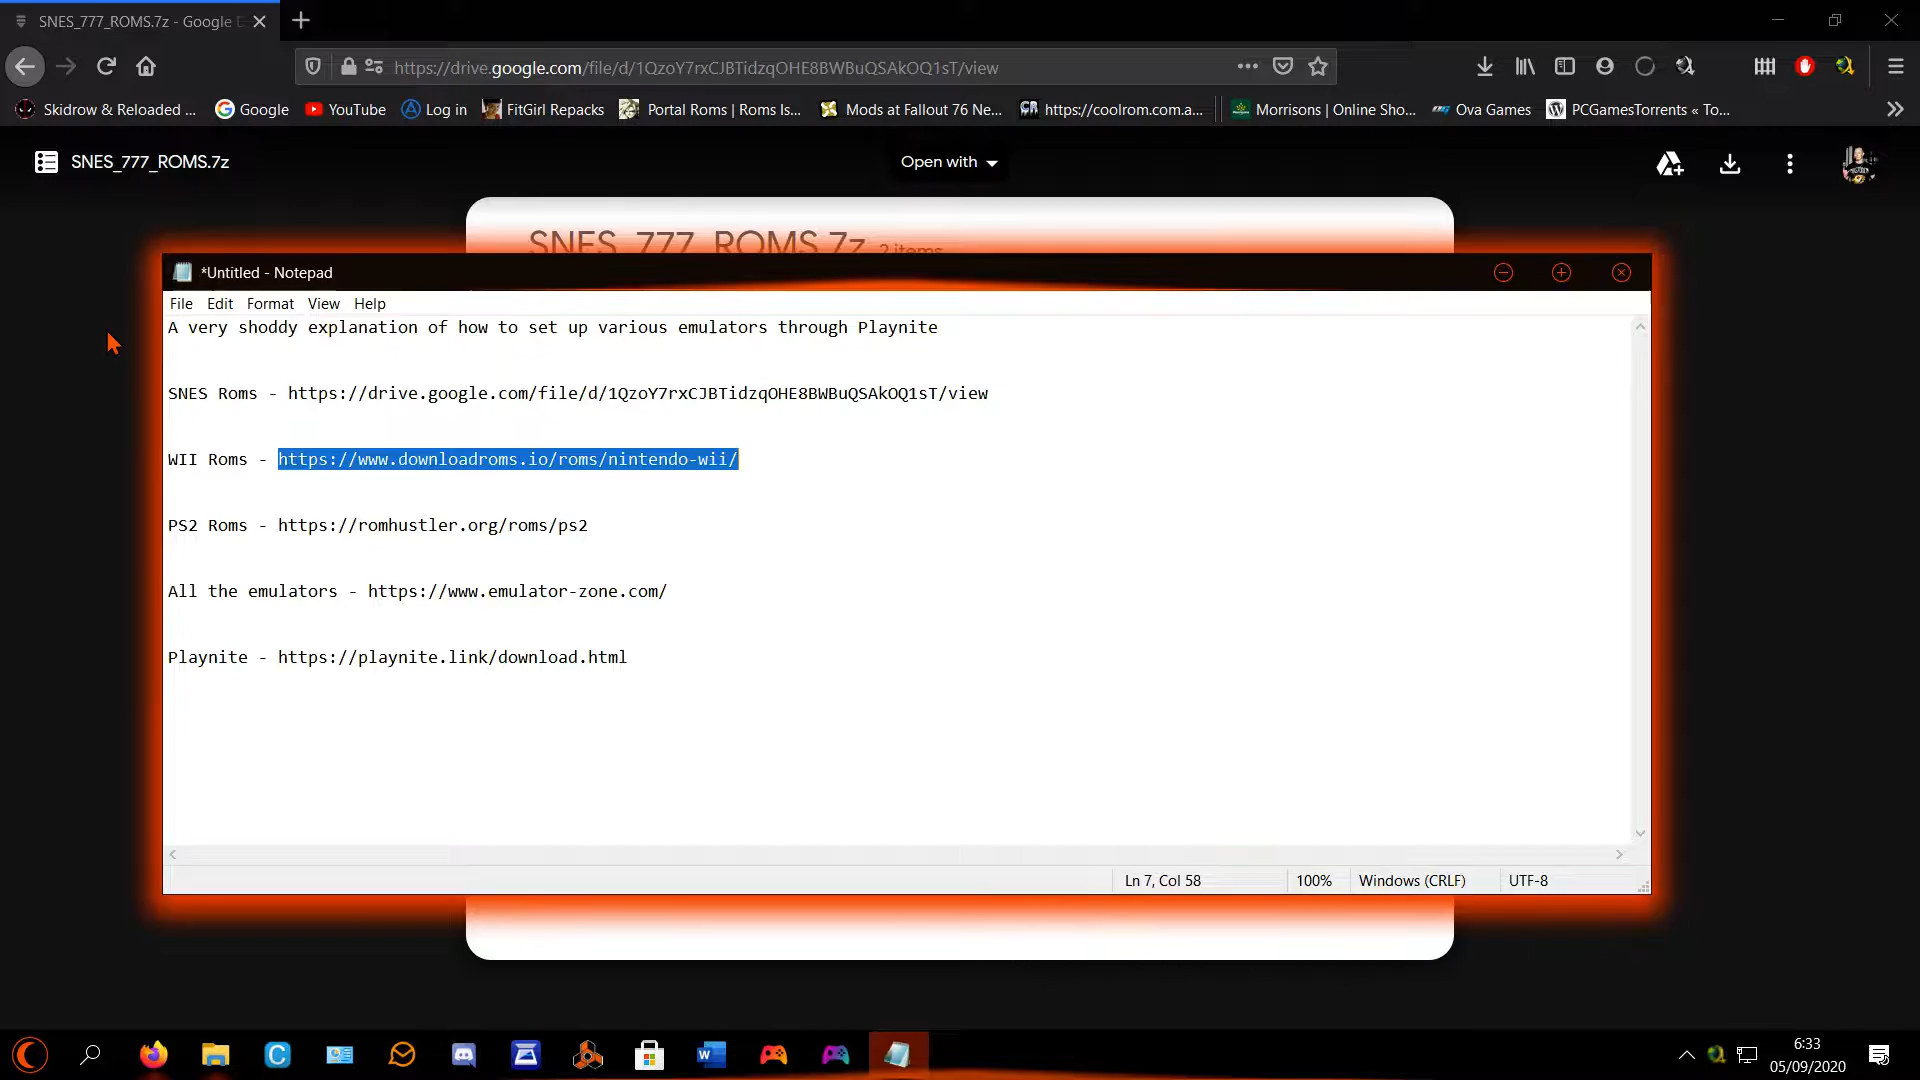 SNES_777_ROMS.7z - Google D
https://drive.google.com/file/d/1QzoY7rxCJBTidzqOHE8BWBuQSAkOQ1sT/view
Skidrow & Reloaded ...
Google
YouTube
Log in
FitGirl Repacks
Portal Roms | Roms Is...
Mods at Fallout 76 Ne...
https://coolrom.com.a...
Morrisons | Online Sho...
Ova Games
PCGamesTorrents « To...
SNES_777_ROMS.7z
Open with
SNES_777_ROMS.7z 2 items
*Untitled - Notepad
File Edit Format View Help
A very shoddy explanation of how to set up various emulators through Playnite
SNES Roms - https://drive.google.com/file/d/1QzoY7rxCJBTidzqOHE8BWBuQSAkOQ1sT/view
WII Roms - https://www.downloadroms.io/roms/nintendo-wii/
PS2 Roms - https://romhustler.org/roms/ps2
All the emulators - https://www.emulator-zone.com/
Playnite - https://playnite.link/download.html
Ln 7, Col 58
100%
Windows (CRLF)
UTF-8
6:33
05/09/2020